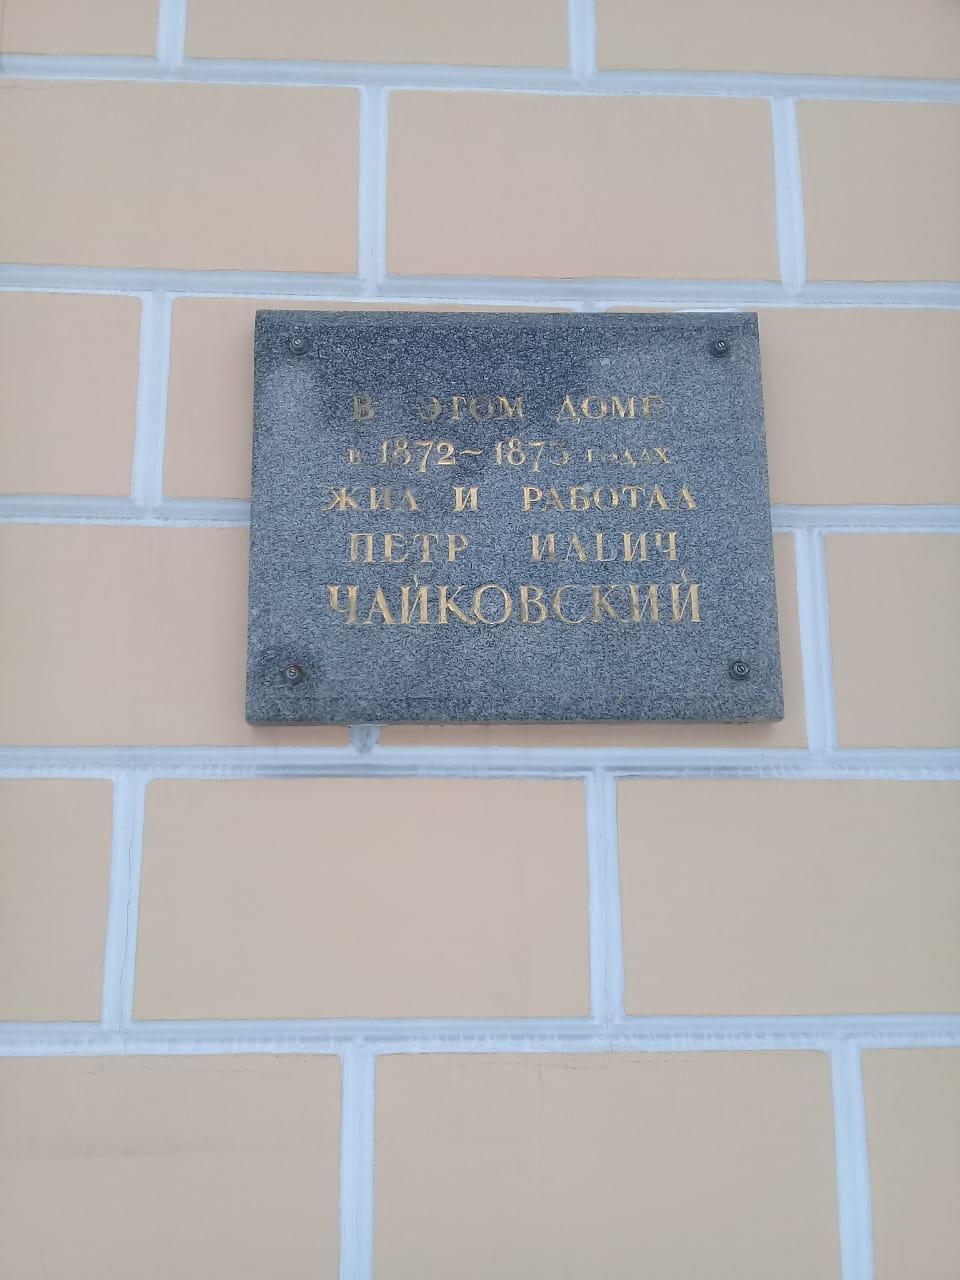 В ЭТОМ ДОМЕ
в 1872~1873 годах
ЖИЛ И РАБОТАЛ
ПЕТР ИЛЬИЧ
ЧАЙКОВСКИЙ